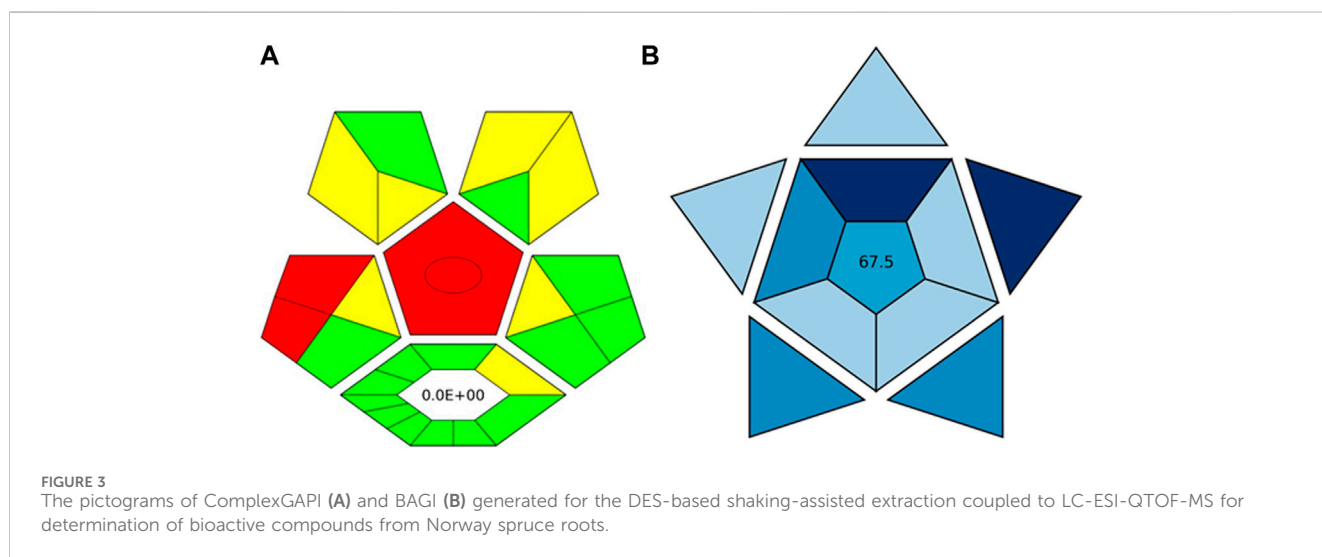 A
B
67.5
0.0E+00
FIGURE 3
The pictograms of ComplexGAPI (A) and BAGI (B) generated for the DES-based shaking-assisted extraction coupled to LC-ESI-QTOF-MS for
determination of bioactive compounds from Norway spruce roots.